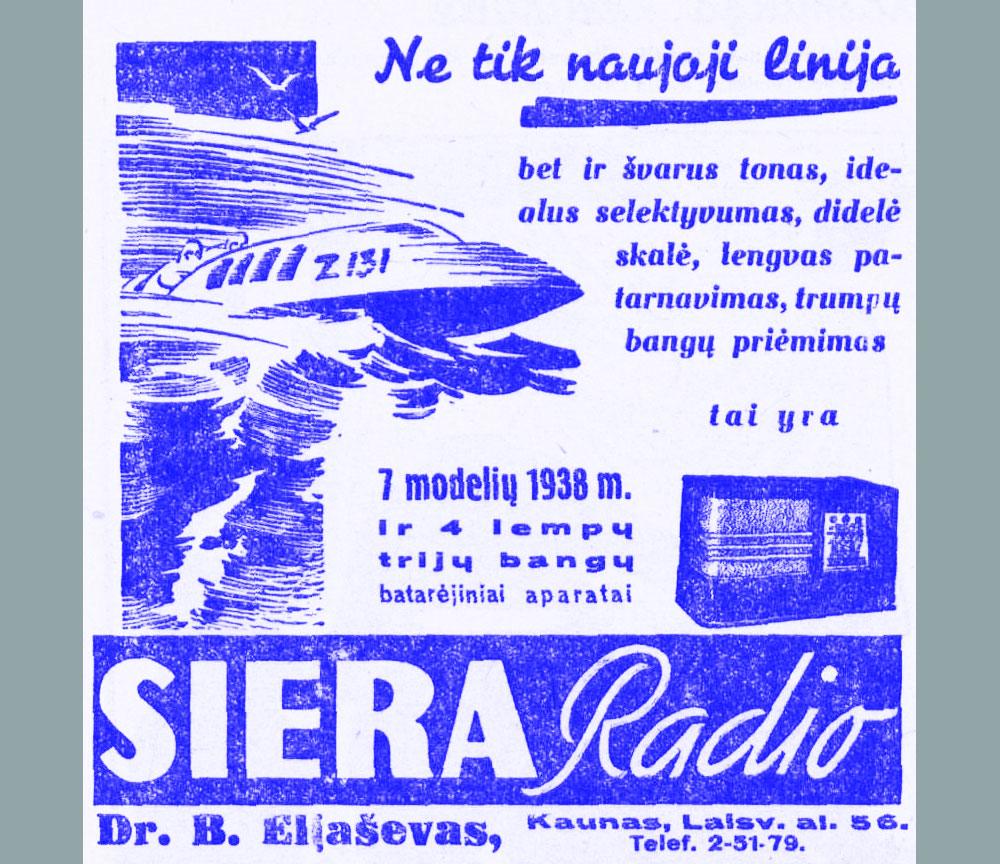 Ne tik naujoji linija
bet ir švarus tonas, ide-
alus selektyvumas, didelė
skalė, lengvas pa-
tarnavimas, trumpų
bangų priėmimas
tai yra
Z 131
7 modelių 1938 m.
ir 4 lempų
trijų bangų
batarėjiniai aparatai
SIERA Radio
Dr. B. Eljaševas,
Kaunas, Laisv. al. 56.
Telef. 2-51-79.